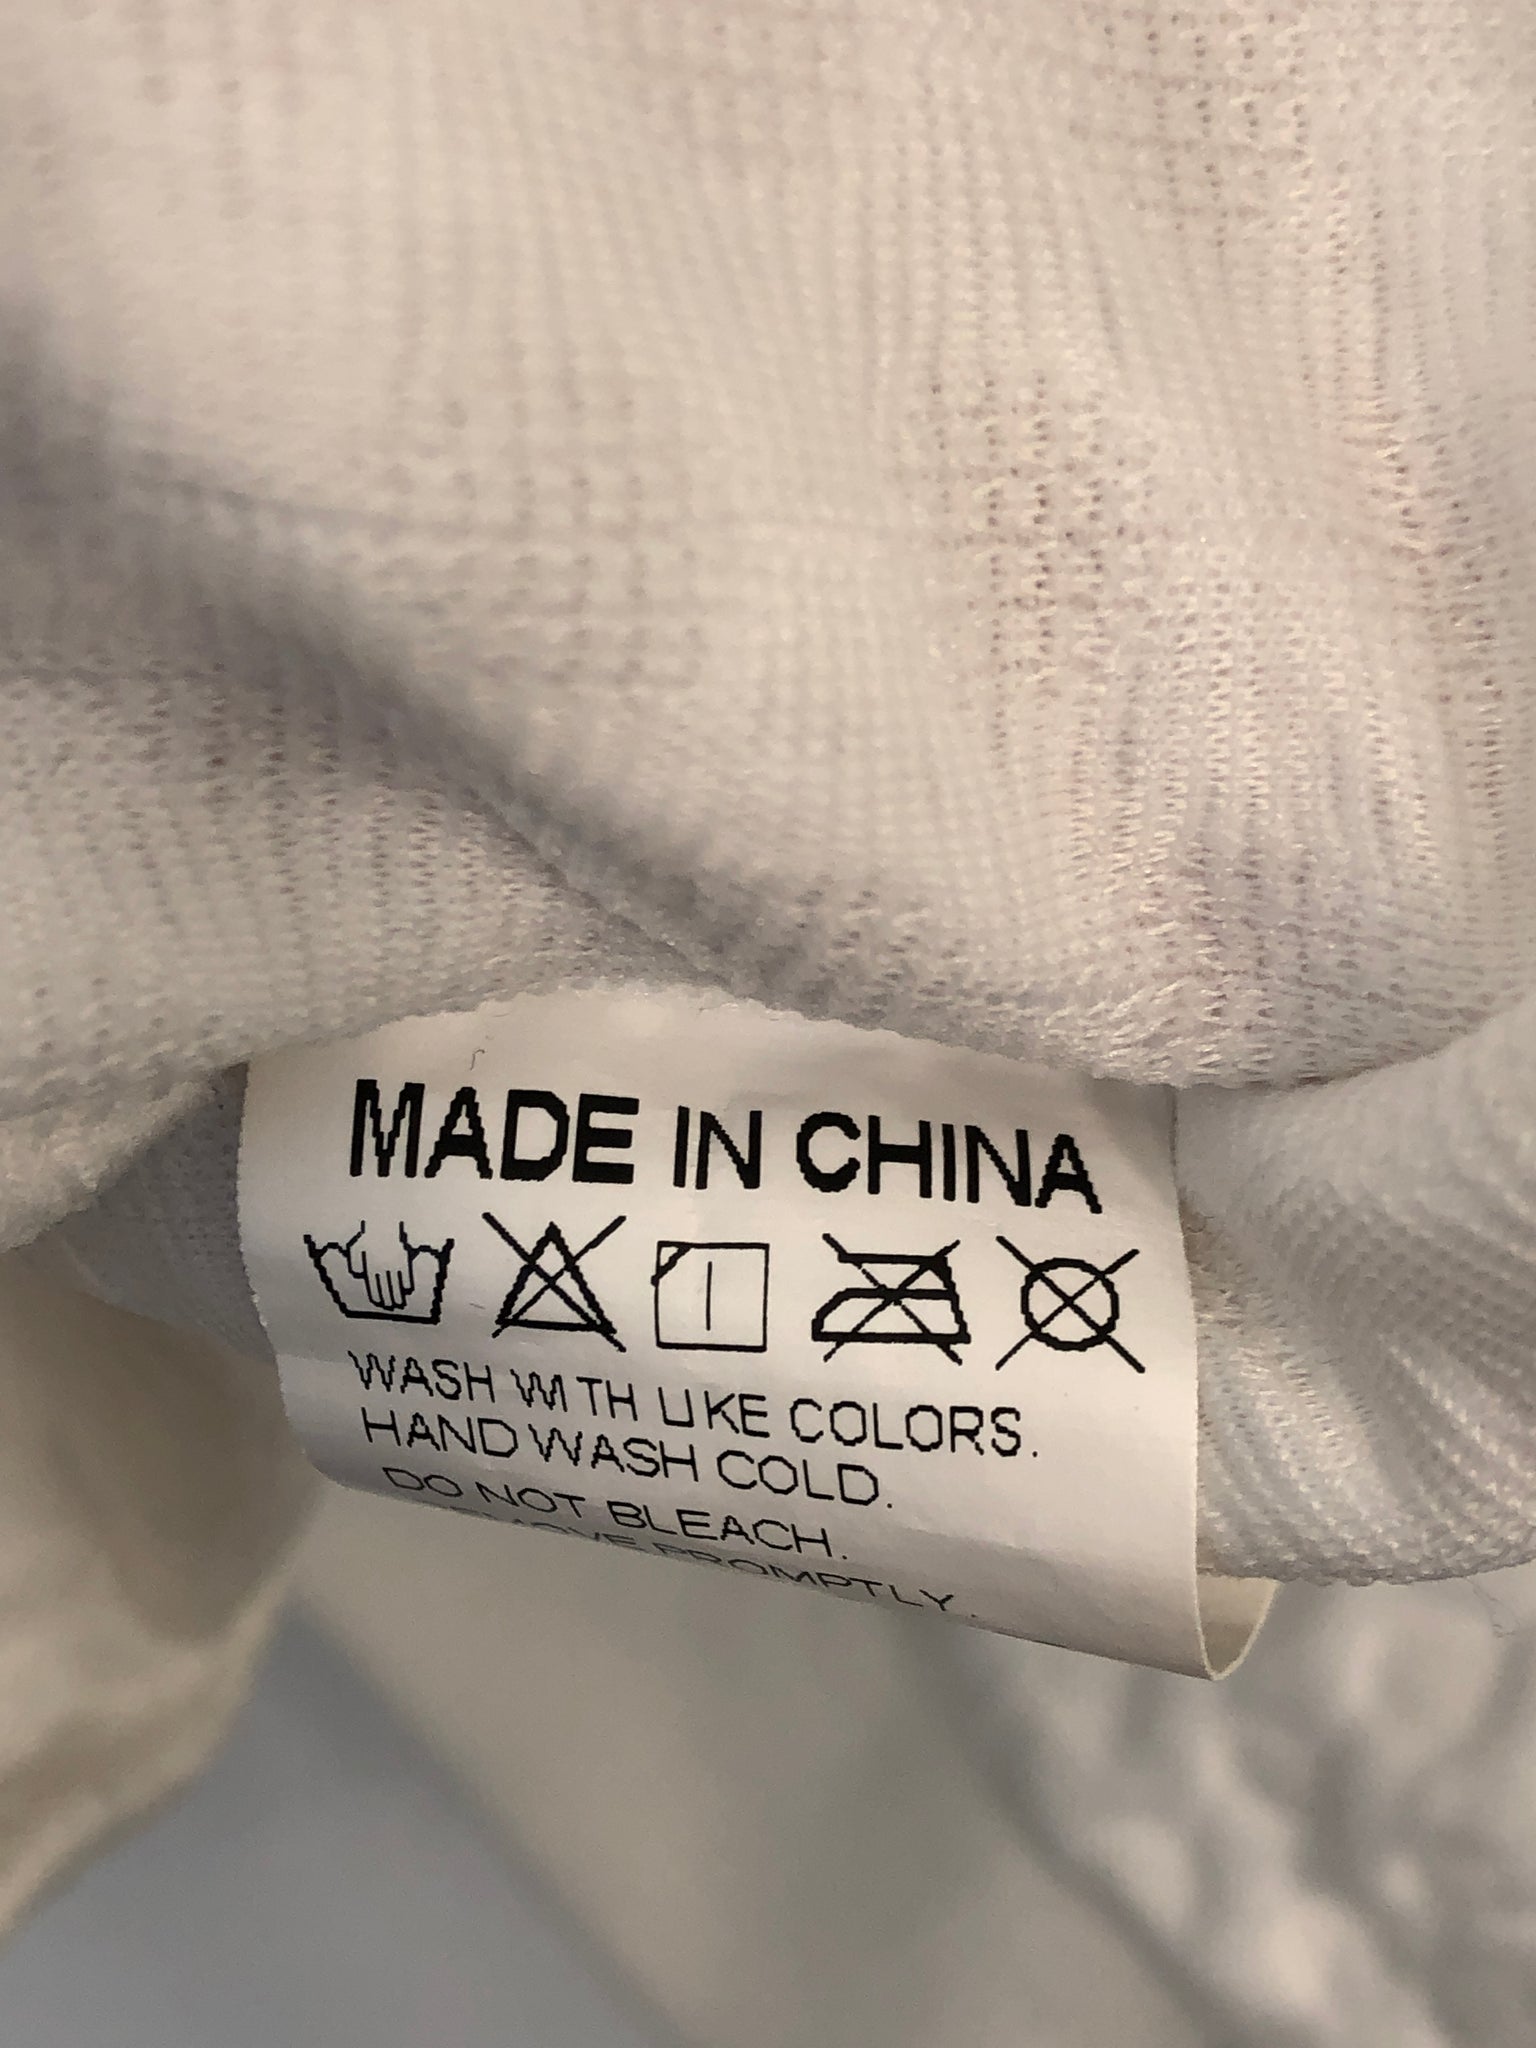 MADE IN CHINA
WASH WITH LIKE COLORS.
HAND WASH COLD.
DO NOT BLEACH.
PROMPTLY.